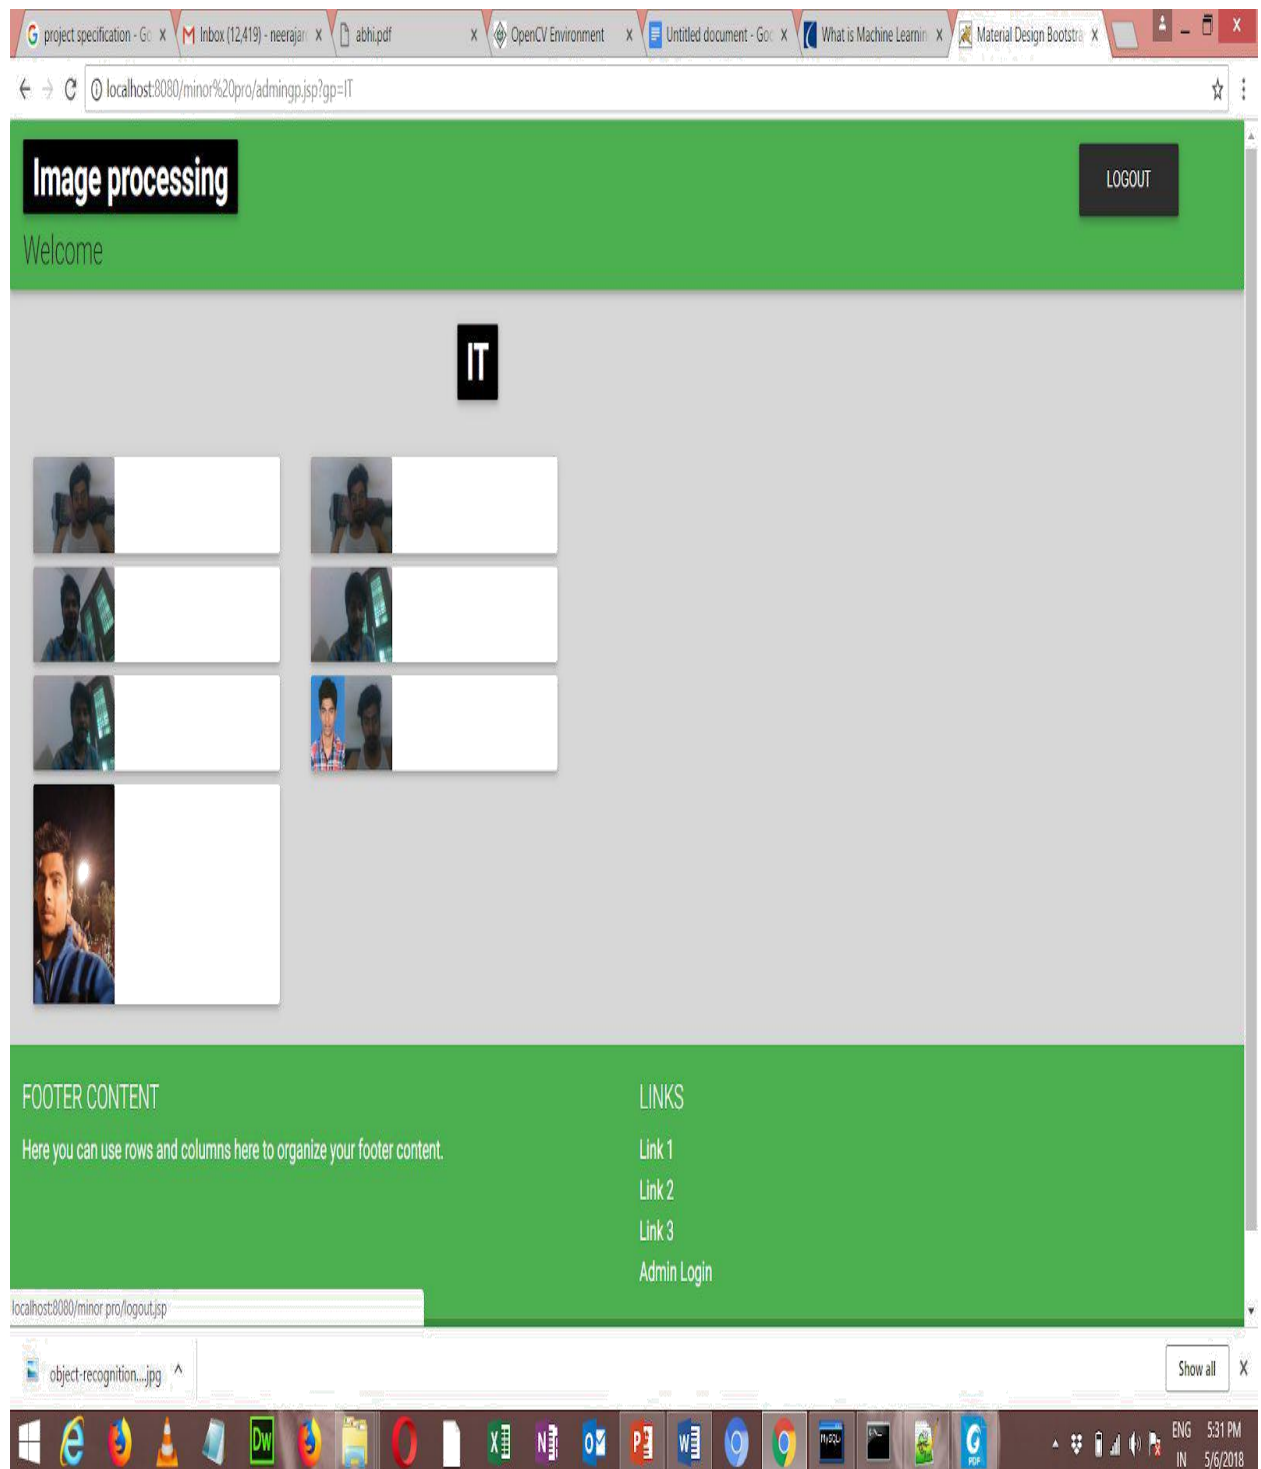 project specification - Go
Inbox (12,419) - neerajan
abhi.pdf
OpenCV Environment
Untitled document - Goo
What is Machine Learnin
Material Design Bootstra
localhost:8080/minor%20pro/admingp.jsp?gp=IT
Image processing
LOGOUT
Welcome
IT
FOOTER CONTENT
LINKS
Here you can use rows and columns here to organize your footer content.
Link 1
Link 2
Link 3
Admin Login
localhost:8080/minor pro/logout.jsp
object-recognition....jpg
Show all
Dw
MySQL
PDF
ENG
5:31 PM
IN
5/6/2018